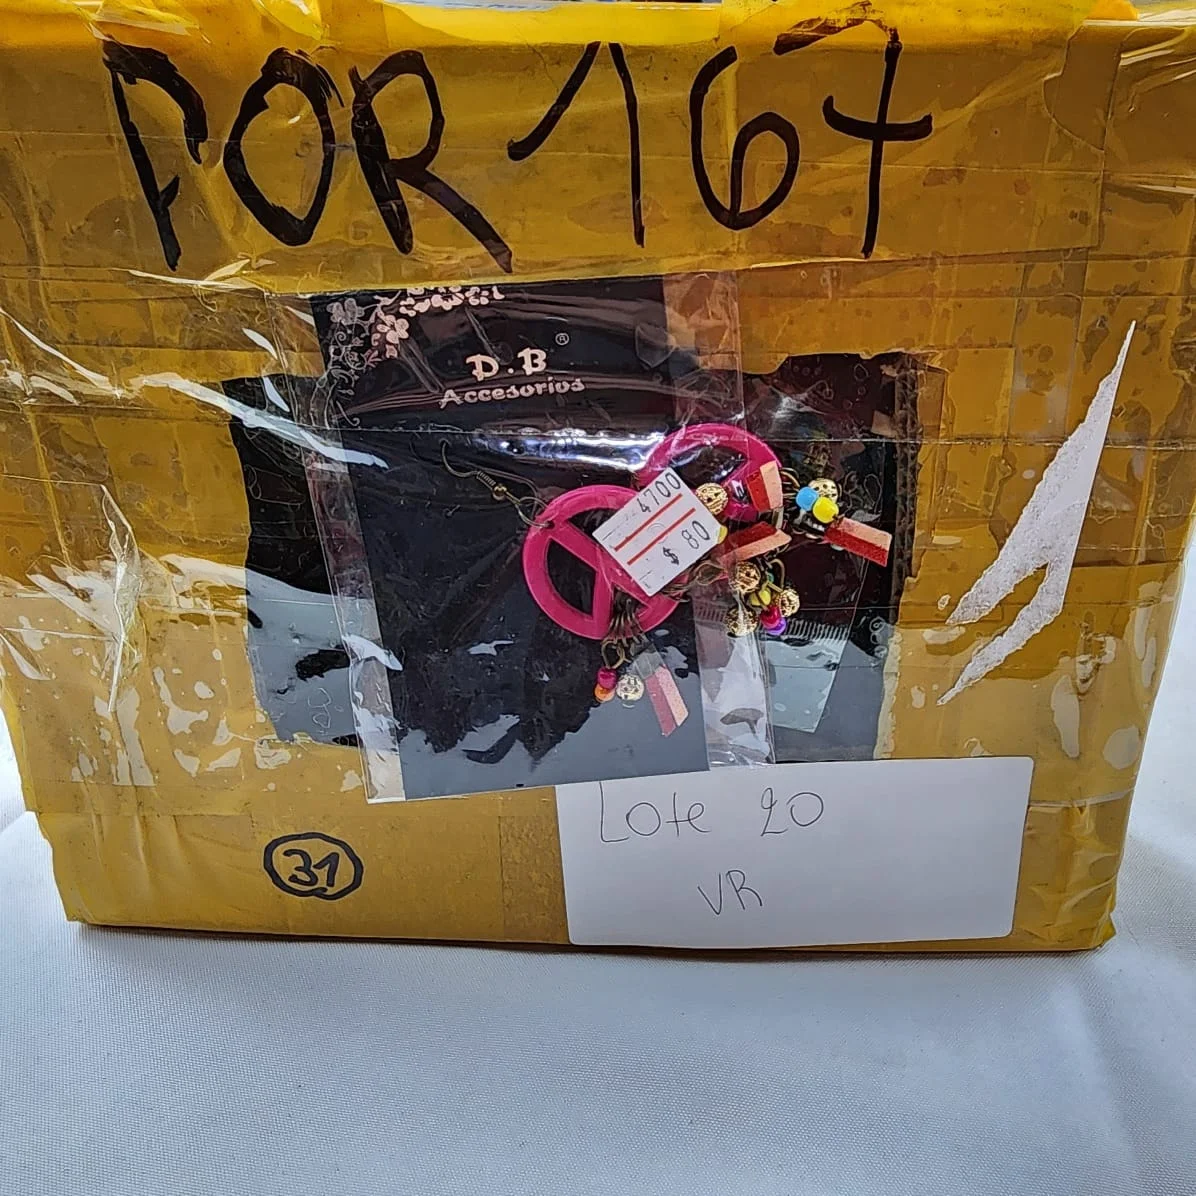 POR 167
D.B ®
Accesorios
4700
$ 80
31
Lote 20
VR